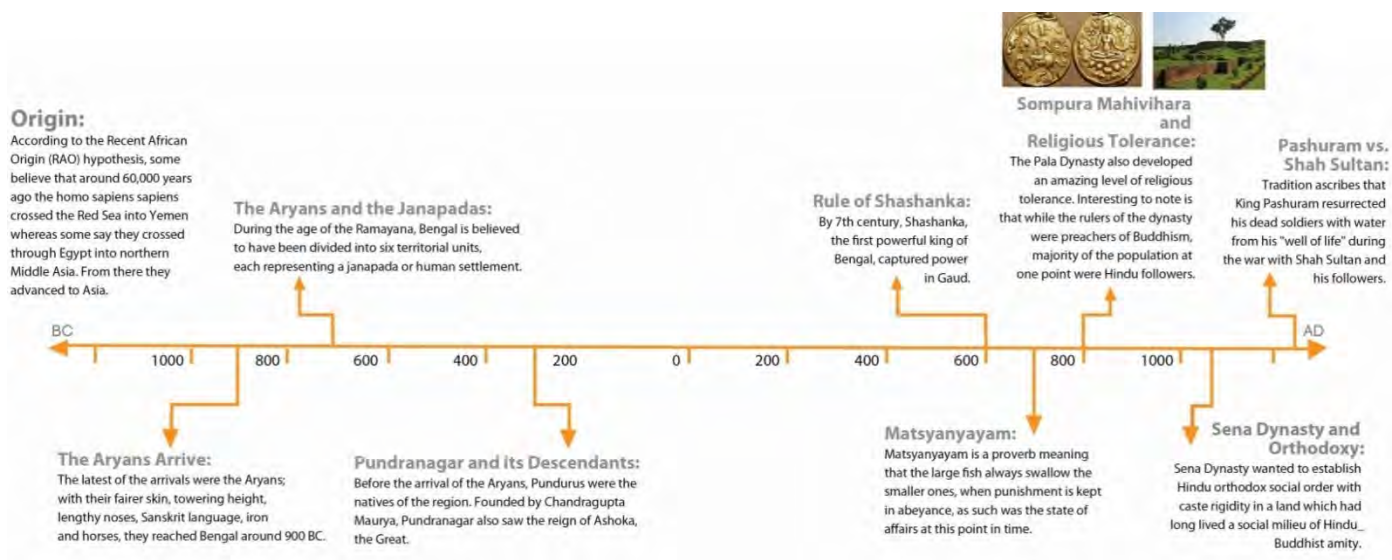 Origin:
According to the Recent African
Origin (RAO) hypothesis, some
believe that around 60,000 years
ago the homo sapiens sapiens
crossed the Red Sea into Yemen
whereas some say they crossed
through Egypt into northern
Middle Asia. From there they
advanced to Asia.
The Aryans and the Janapadas:
During the age of the Ramayana, Bengal is believed
to have been divided into six territorial units,
each representing a janapada or human settlement.
Rule of Shashanka:
By 7th century, Shashanka,
the first powerful king of
Bengal, captured power
in Gaud.
Sompura Mahivihara
and
Religious Tolerance:
The Pala Dynasty also developed
an amazing level of religious
tolerance. Interesting to note is
that while the rulers of the dynasty
were preachers of Buddhism,
majority of the population at
one point were Hindu followers.
Pashuram vs.
Shah Sultan:
Tradition ascribes that
King Pashuram resurrected
his dead soldiers with water
from his "well of life" during
the war with Shah Sultan and
his followers.
BC
AD
1000 800 600 400 200 0 200 400 600 800 1000
The Aryans Arrive:
The latest of the arrivals were the Aryans;
with their fairer skin, towering height,
lengthy noses, Sanskrit language, iron
and horses, they reached Bengal around 900 BC.
Pundranagar and its Descendants:
Before the arrival of the Aryans, Pundurus were the
natives of the region. Founded by Chandragupta
Maurya, Pundranagar also saw the reign of Ashoka,
the Great.
Matsyanyayam:
Matsyanyayam is a proverb meaning
that the large fish always swallow the
smaller ones, when punishment is kept
in abeyance, as such was the state of
affairs at this point in time.
Sena Dynasty and
Orthodoxy:
Sena Dynasty wanted to establish
Hindu orthodox social order with
caste rigidity in a land which had
long lived a social milieu of Hindu_
Buddhist amity.